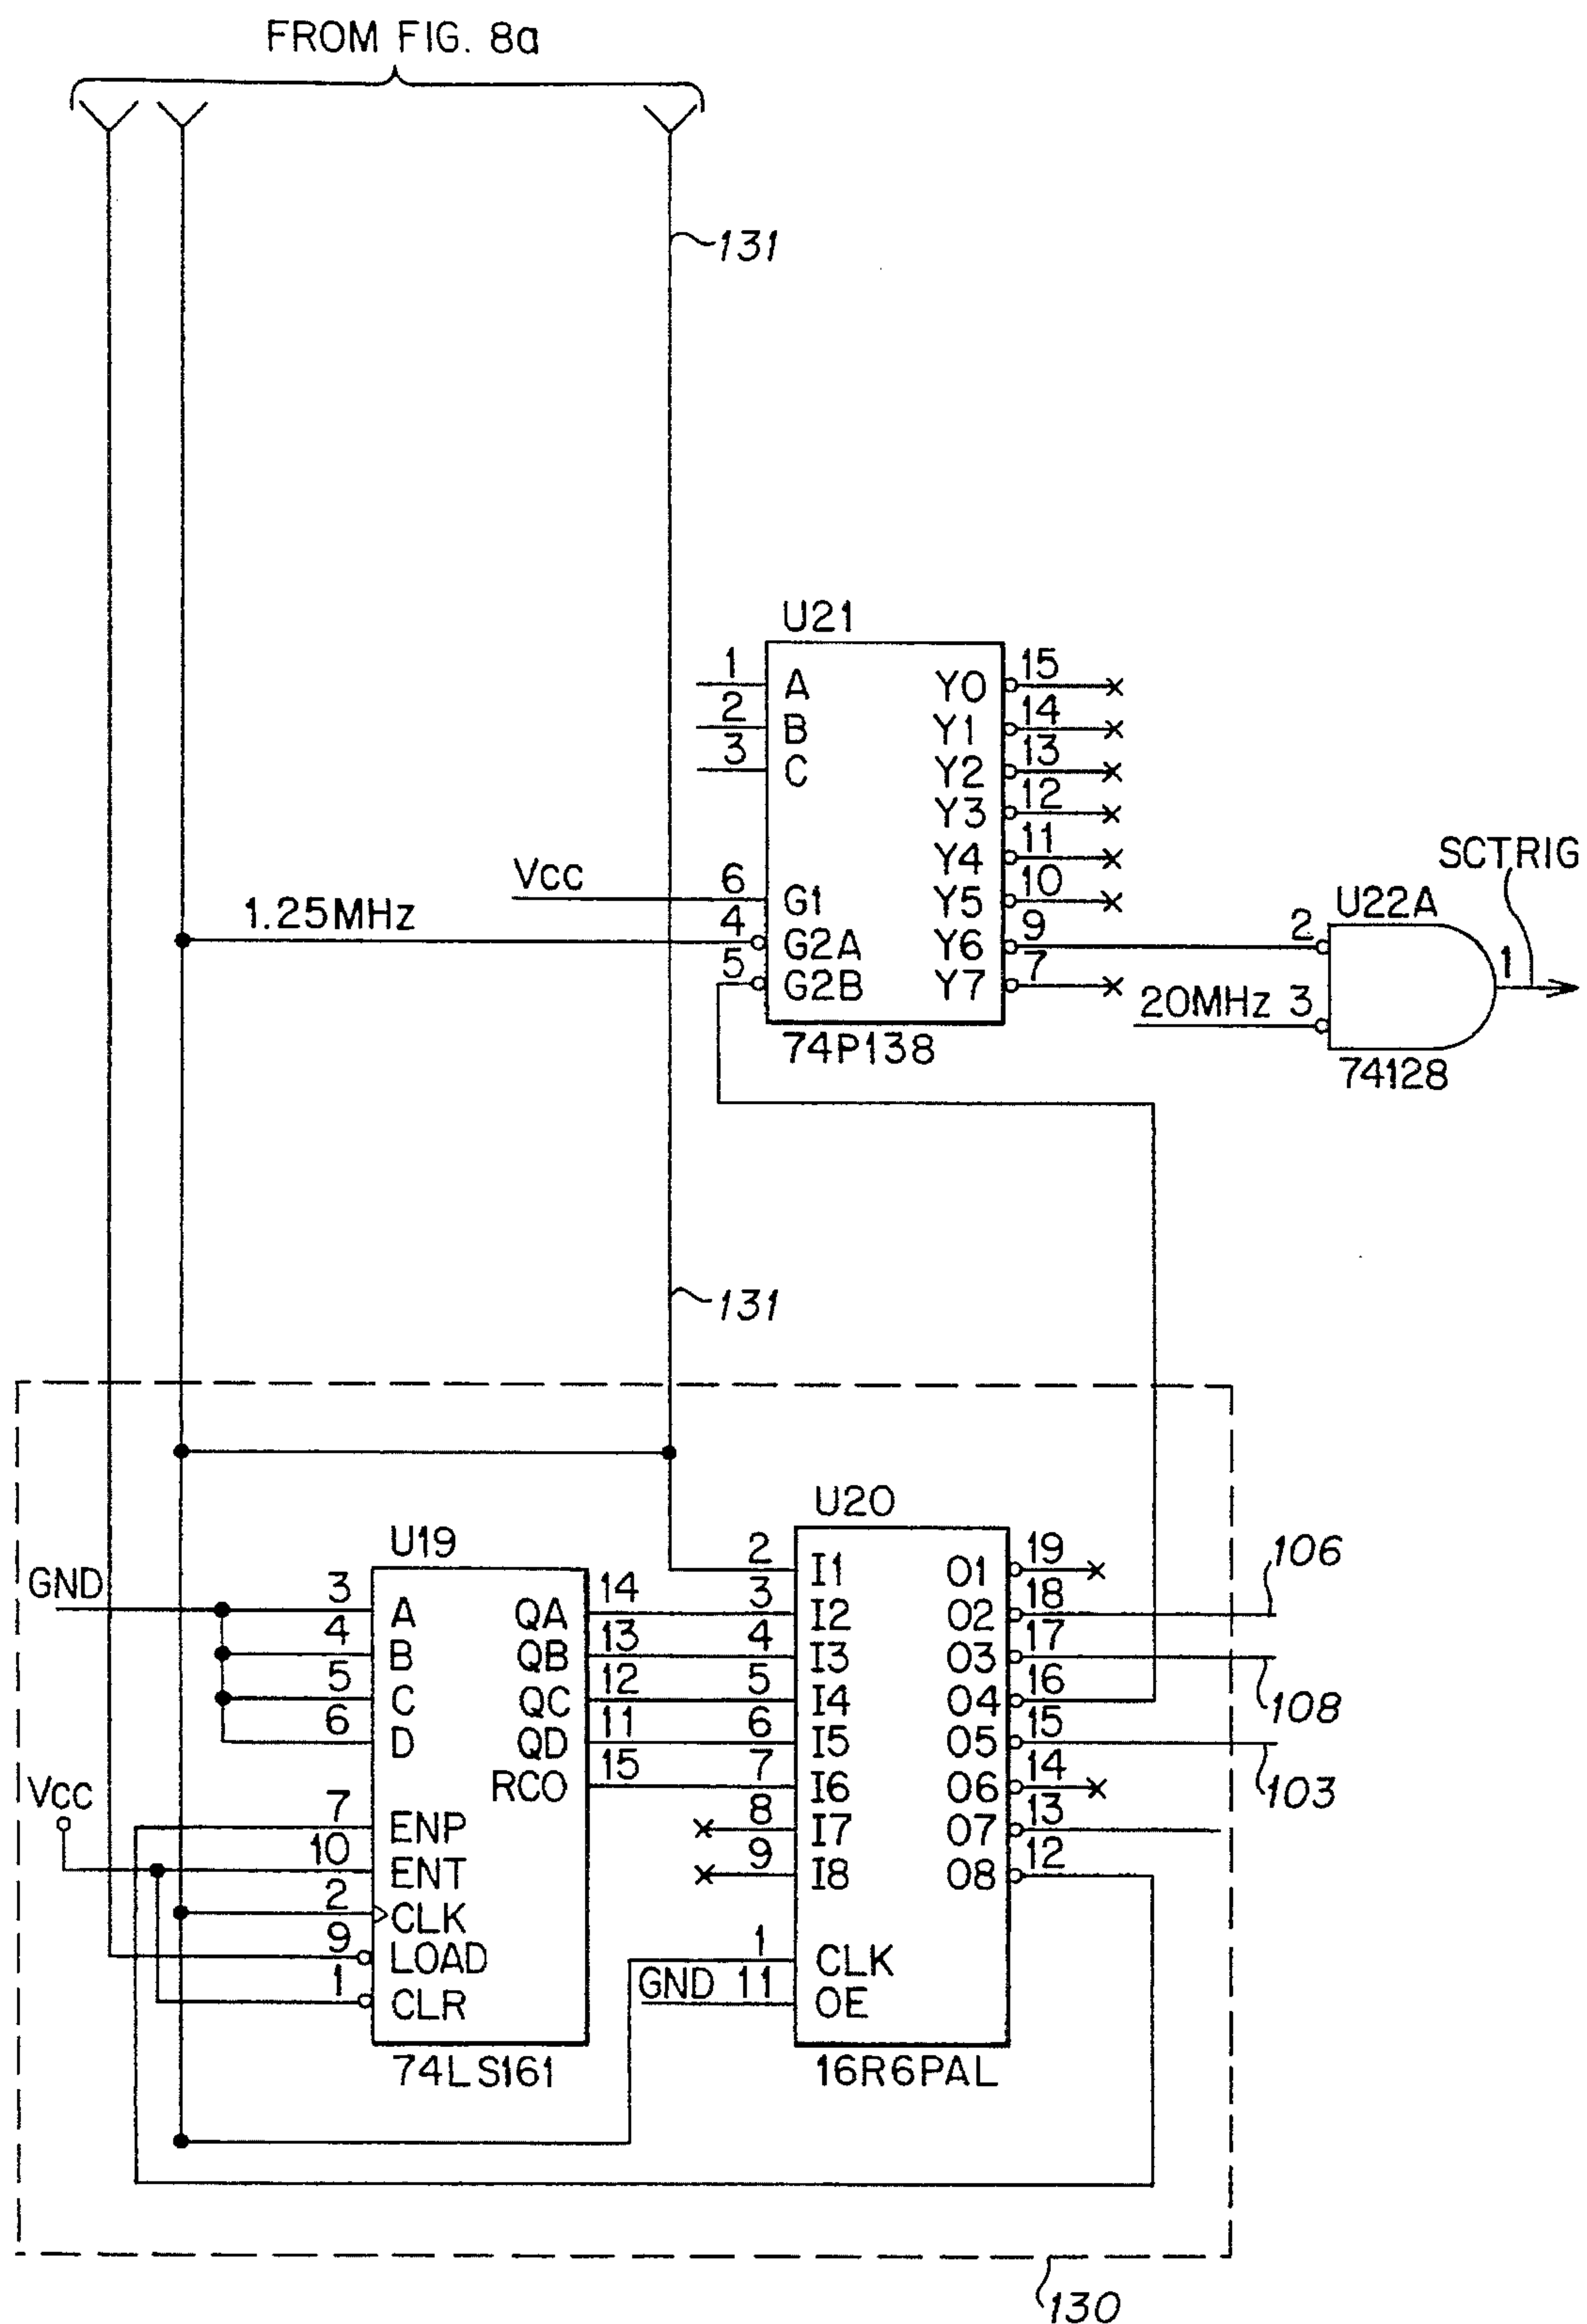 FROM FIG. 8a
131
U21
1 A Y0 15
2 B Y1 14
3 C Y2 13
Y3 12
Y4 11
Vcc 6 G1 Y5 10
1.25MHz 4 G2A Y6 9
5 G2B Y7 7
74P138
SCTRIG
U22A
2
1
20MHz 3
74128
131
U19
GND 3 A QA 14
4 B QB 13
5 C QC 12
6 D QD 11
RCO 15
Vcc
7 ENP
10 ENT
2 CLK
9 LOAD
1 CLR
74LS161
U20
2 I1 O1 19
3 I2 O2 18
4 I3 O3 17
5 I4 O4 16
6 I5 O5 15
7 I6 O6 14
8 I7 O7 13
9 I8 O8 12
1 CLK
GND 11 OE
16R6PAL
106
108
103
130